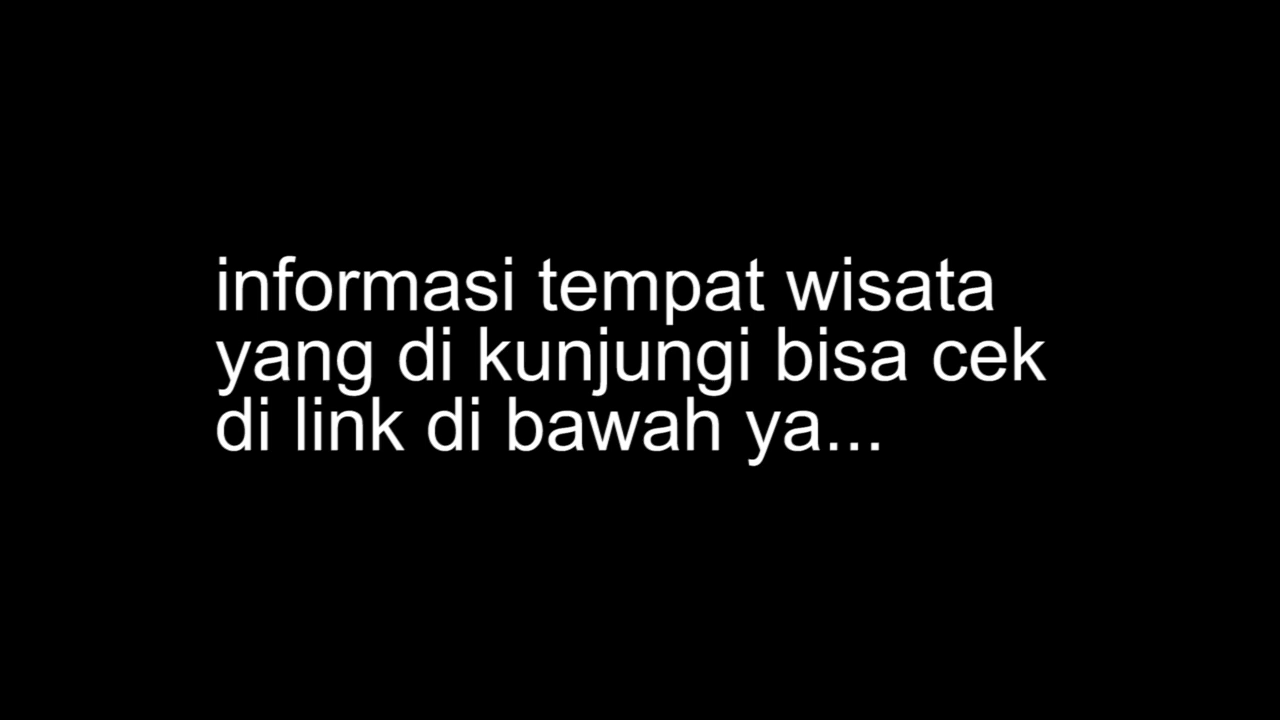 informasi tempat wisata
yang di kunjungi bisa cek
di link di bawah ya...